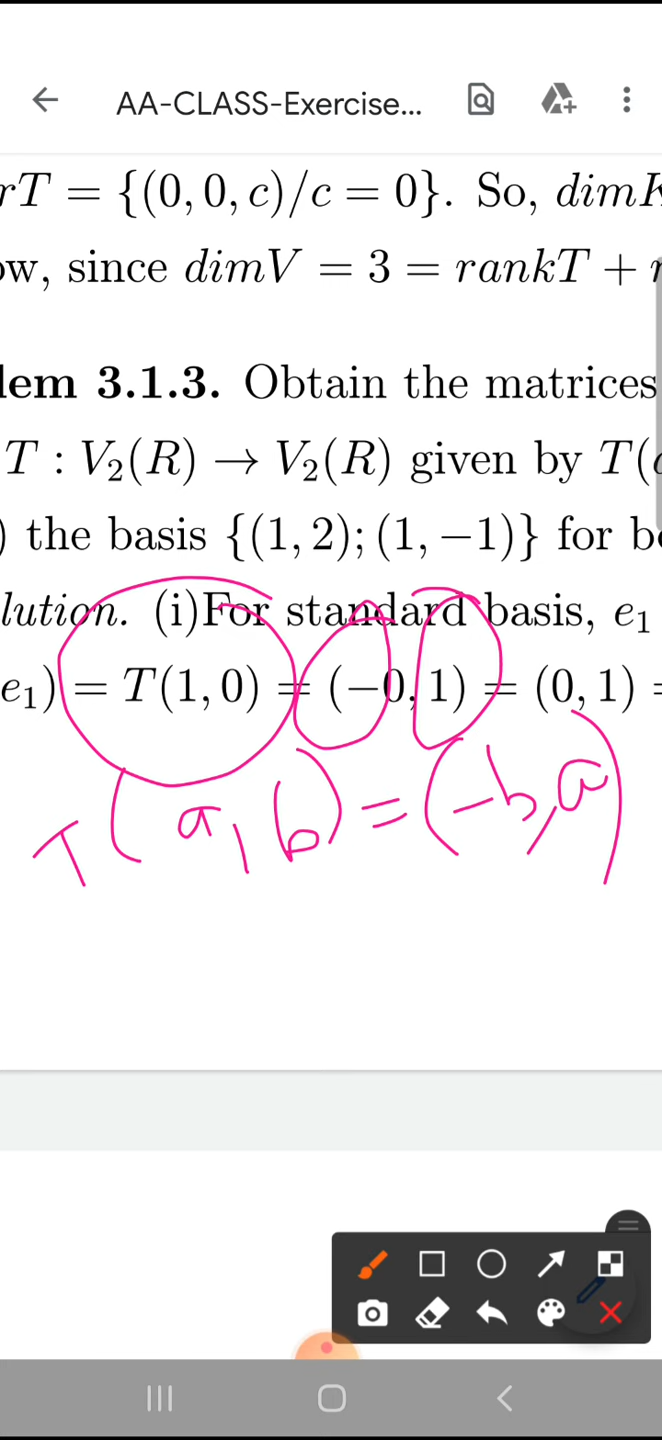 AA-CLASS-Exercise...
rT = {(0, 0, c)/c = 0}. So, dimK
ow, since dimV = 3 = rankT +
lem 3.1.3. Obtain the matrices
T : V₂(R) → V₂(R) given by T(
) the basis {(1, 2); (1, −1)} for b
lution. (i)For standard basis, e₁
e₁) = T(1, 0) = (−0, 1) = (0, 1) =
T(a,b)=(-b,a)